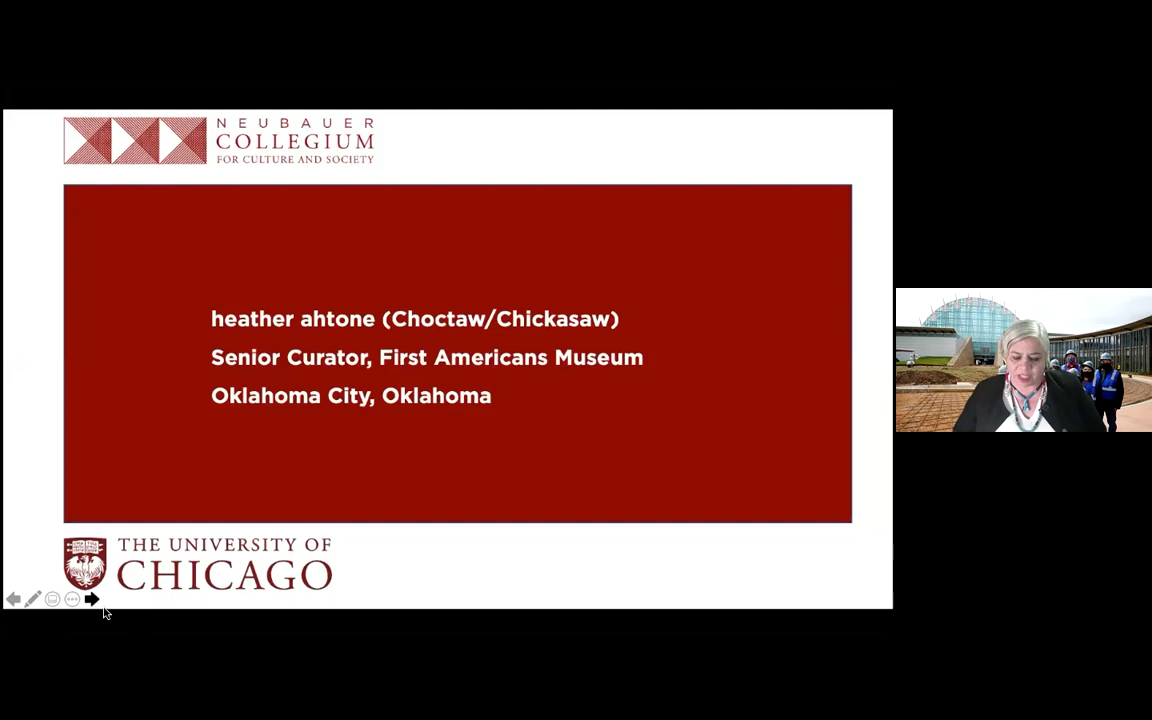 NEUBAUER
COLLEGIUM
FOR CULTURE AND SOCIETY
heather ahtone (Choctaw/Chickasaw)
Senior Curator, First Americans Museum
Oklahoma City, Oklahoma
THE UNIVERSITY OF
CHICAGO